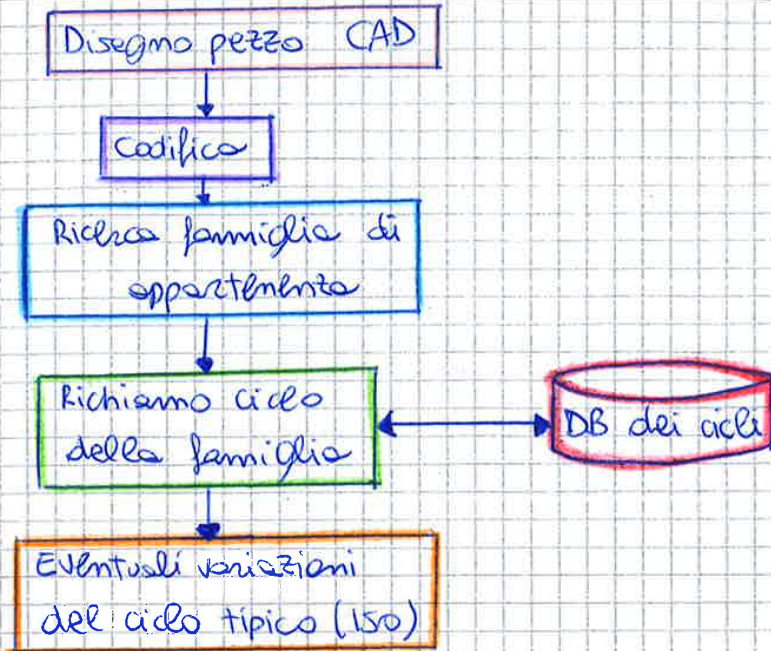 Disegno pezzo CAD
Codifica
Ricerca famiglia di
appartenenza
Richiamo ciclo
della famiglia
DB dei cicli
Eventuali variazioni
del ciclo tipico (ISO)